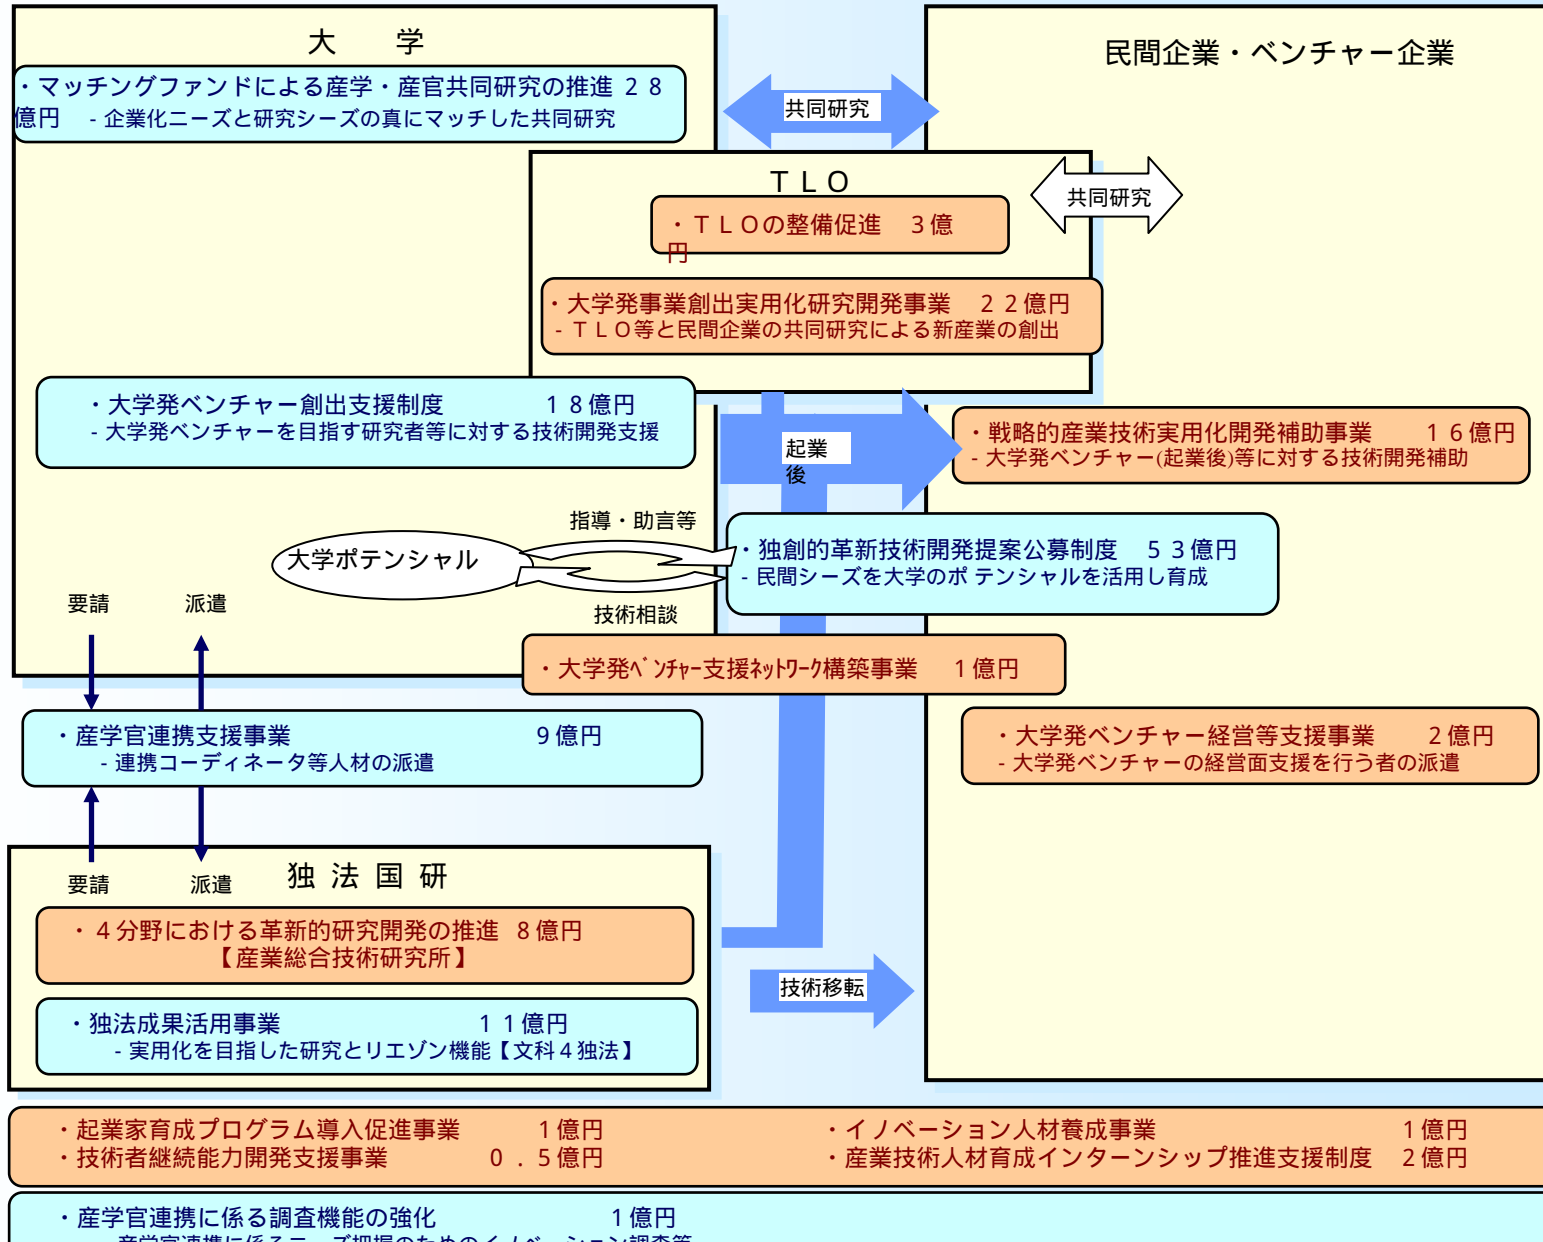 大　学
・マッチングファンドによる産学・産官共同研究の推進 ２８
億円　- 企業化ニーズと研究シーズの真にマッチした共同研究
共同研究
民間企業・ベンチャー企業
ＴＬＯ
共同研究
・ＴＬＯの整備促進　３億
円
・大学発事業創出実用化研究開発事業　２２億円
- ＴＬＯ等と民間企業の共同研究による新産業の創出
・大学発ベンチャー創出支援制度　１８億円
- 大学発ベンチャーを目指す研究者等に対する技術開発支援
起業
後
・戦略的産業技術実用化開発補助事業　１６億円
- 大学発ベンチャー(起業後)等に対する技術開発補助
指導・助言等
大学ポテンシャル
・独創的革新技術開発提案公募制度　５３億円
- 民間シーズを大学のポテンシャルを活用し育成
技術相談
要請　派遣
・大学発ﾍﾞﾝﾁｬｰ支援ﾈｯﾄﾜｰｸ構築事業　１億円
・産学官連携支援事業　９億円
- 連携コーディネータ等人材の派遣
・大学発ベンチャー経営等支援事業　２億円
- 大学発ベンチャーの経営面支援を行う者の派遣
要請　派遣
独 法 国 研
・４分野における革新的研究開発の推進 ８億円
【産業総合技術研究所】
技術移転
・独法成果活用事業　１１億円
- 実用化を目指した研究とリエゾン機能【文科４独法】
・起業家育成プログラム導入促進事業　１億円
・技術者継続能力開発支援事業　０．５億円
・イノベーション人材養成事業　１億円
・産業技術人材育成インターンシップ推進支援制度　２億円
・産学官連携に係る調査機能の強化　１億円
産学官連携に係るニーズ把握のためのイノベーション調査等